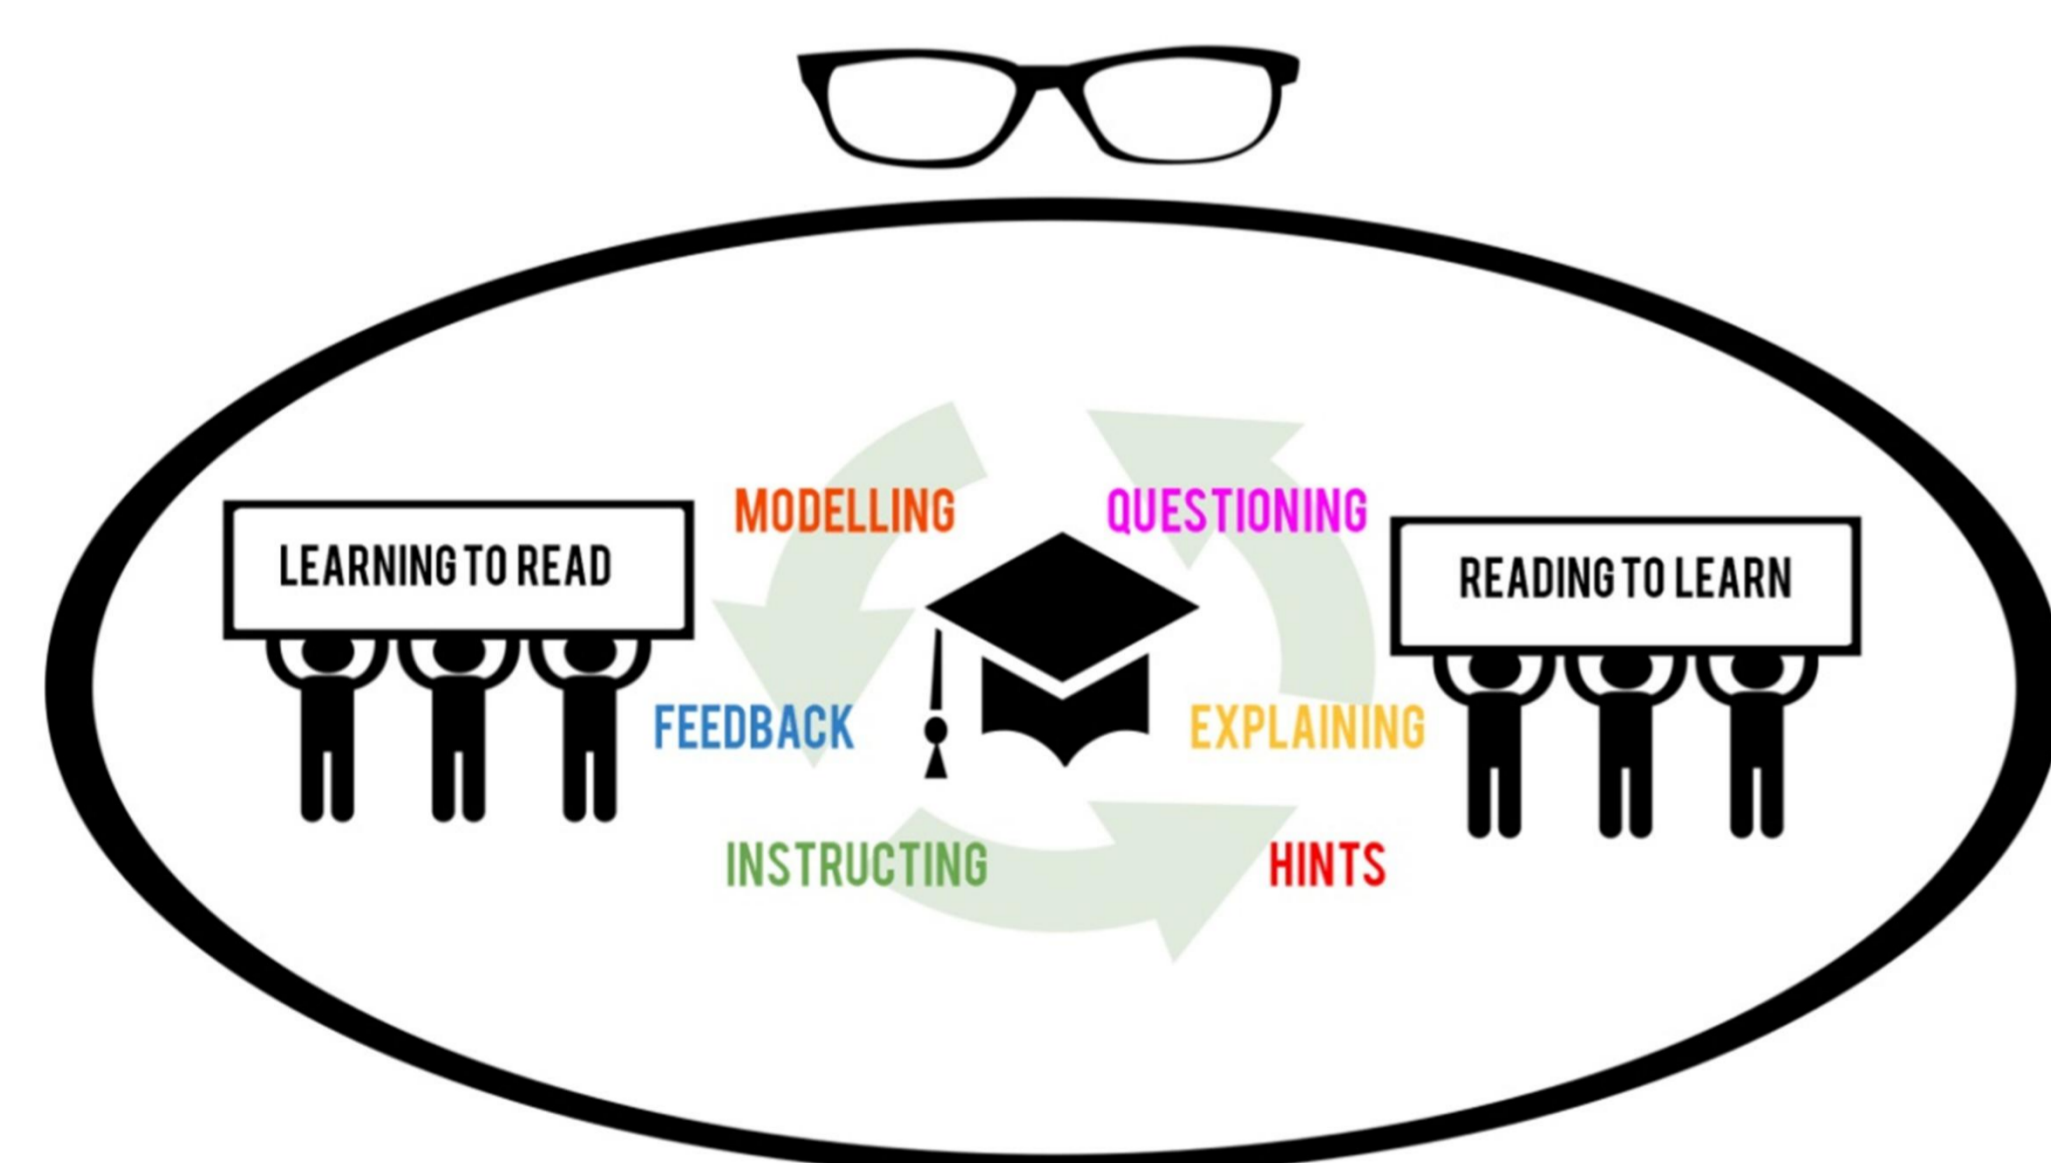 MODELLING
QUESTIONING
LEARNING TO READ
READING TO LEARN
FEEDBACK
EXPLAINING
INSTRUCTING
HINTS